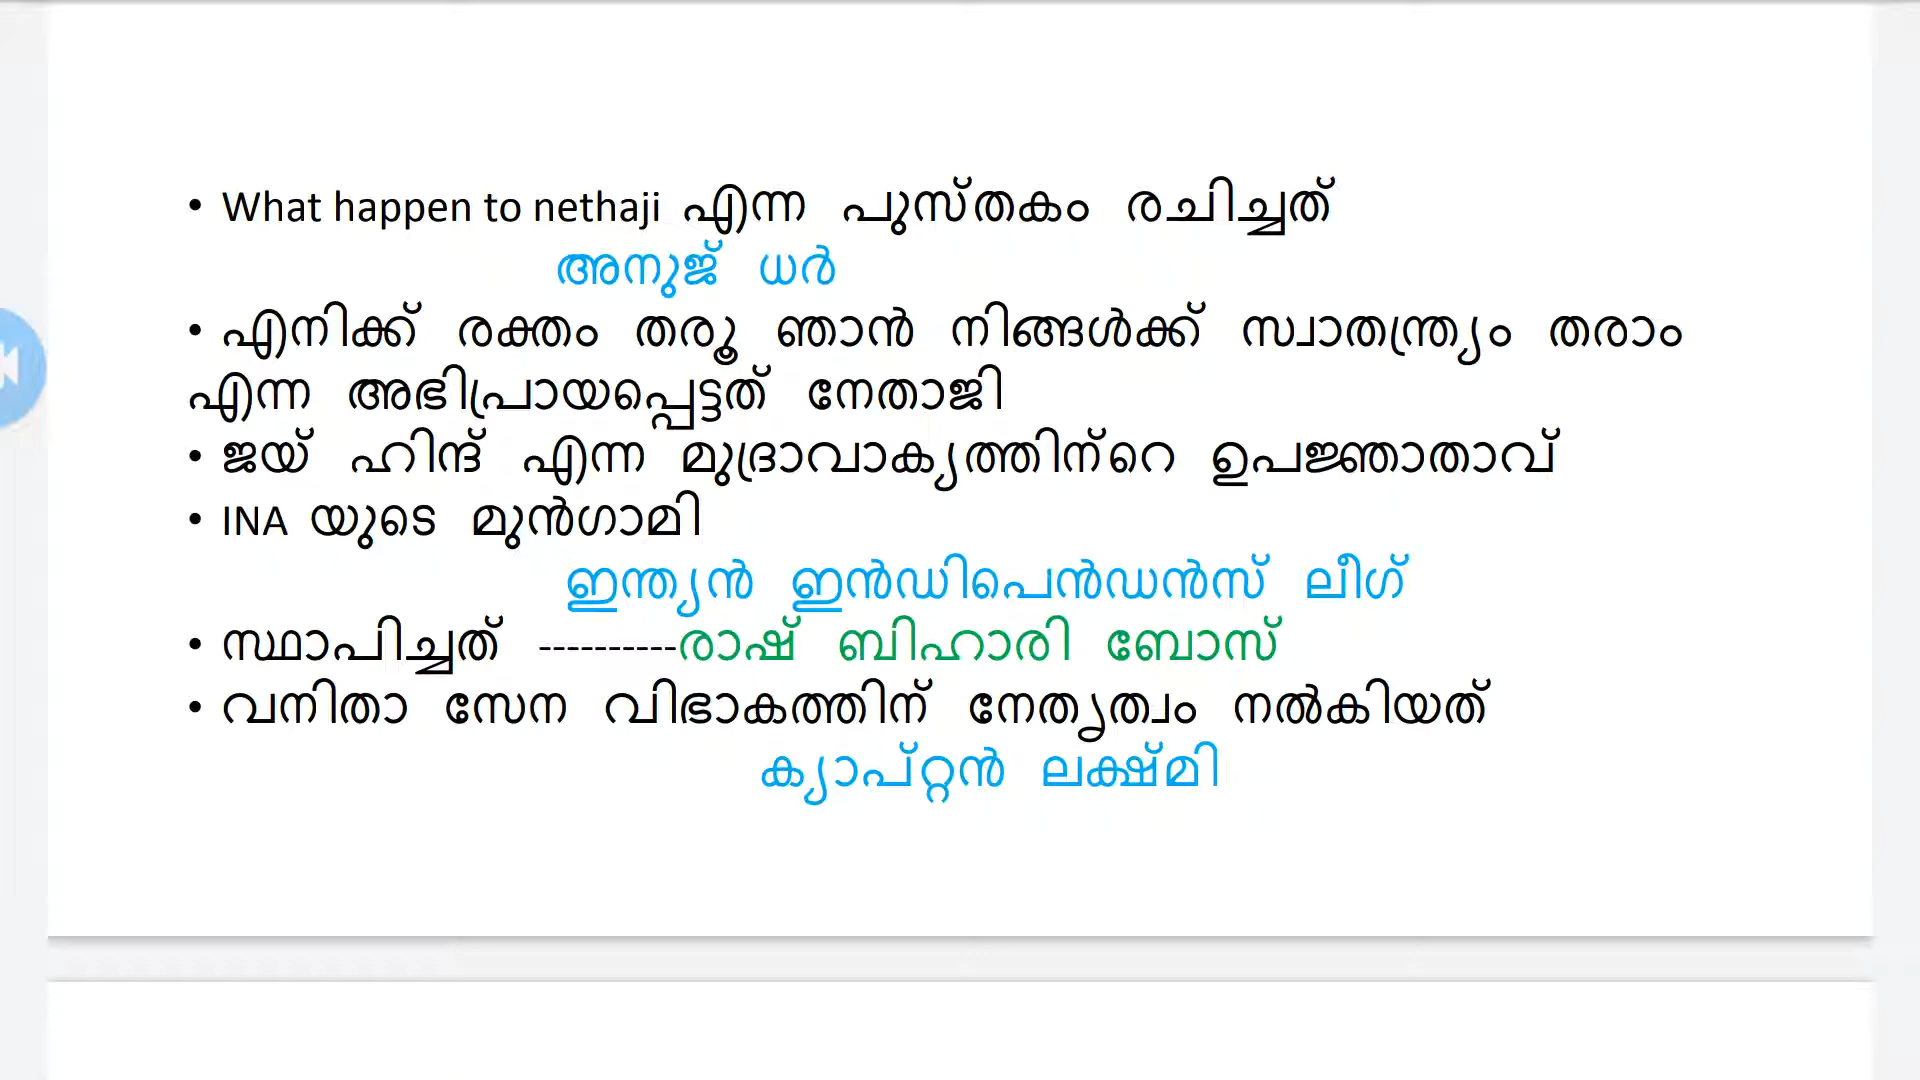 • What happen to nethaji എന്ന പുസ്തകം രചിച്ചത്
അനുജ് ധർ
• എനിക്ക് രക്തം തരൂ ഞാൻ നിങ്ങൾക്ക് സ്വാതന്ത്ര്യം തരാം
എന്ന അഭിപ്രായപ്പെട്ടത് നേതാജി
• ജയ് ഹിന്ദ് എന്ന മുദ്രാവാക്യത്തിന്റെ ഉപജ്ഞാതാവ്
• INA യുടെ മുൻഗാമി
ഇന്ത്യൻ ഇൻഡിപെൻഡൻസ് ലീഗ്
• സ്ഥാപിച്ചത് ----------രാഷ് ബിഹാരി ബോസ്
• വനിതാ സേന വിഭാകത്തിന് നേതൃത്വം നൽകിയത്
ക്യാപ്റ്റൻ ലക്ഷ്മി